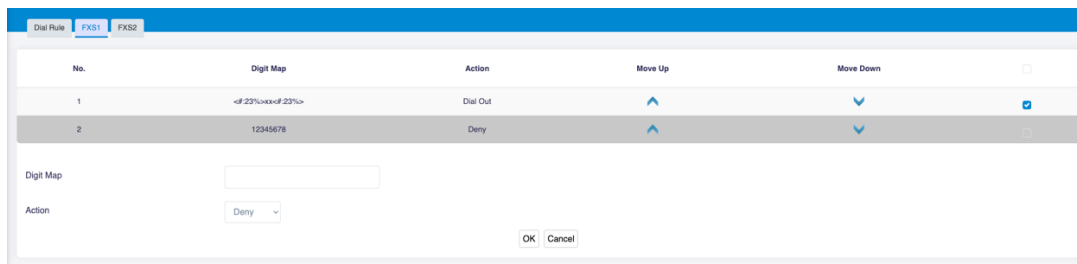 Dial Rule FXS1 FXS2
No. Digit Map Action Move Up Move Down
1 <#:23%>xx<#:23%> Dial Out
2 12345678 Deny
Digit Map
Action Deny
OK Cancel